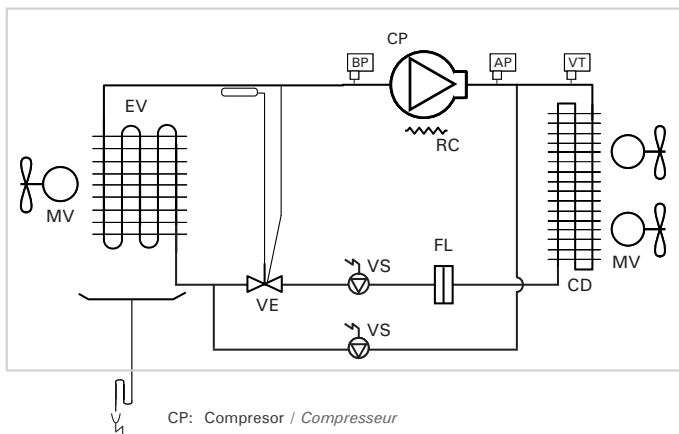 CP
BP
AP
VT
EV
RC
MV
FL
VS
MV
VE
CD
VS
CP: Compresor / Compresseur